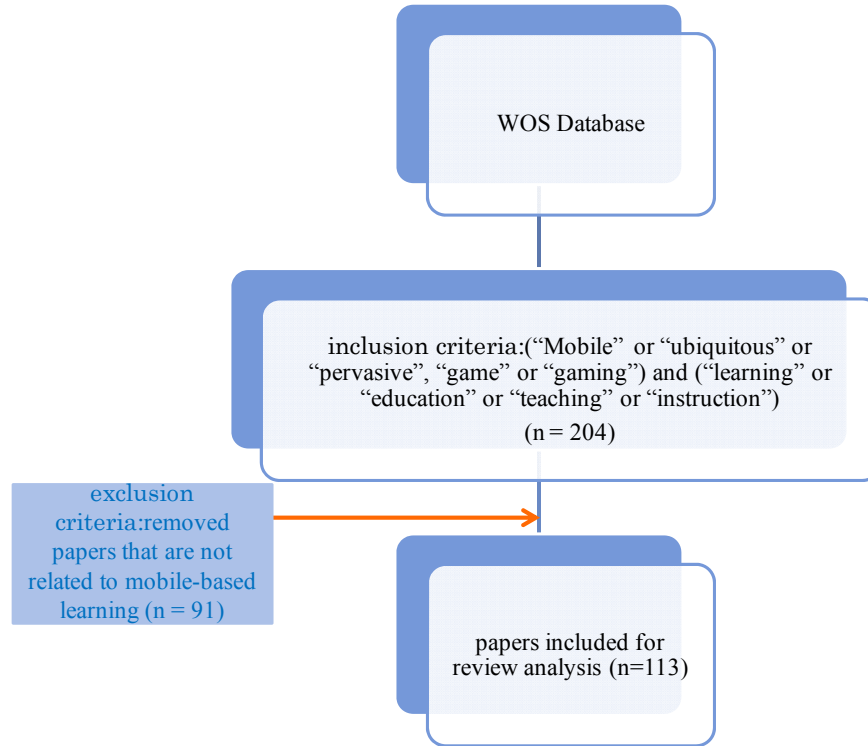 WOS Database
inclusion criteria:(“Mobile” or “ubiquitous” or
“pervasive”, “game” or “gaming”) and (“learning” or
“education” or “teaching” or “instruction”)
(n = 204)
exclusion
criteria:removed
papers that are not
related to mobile-based
learning (n = 91)
papers included for
review analysis (n=113)